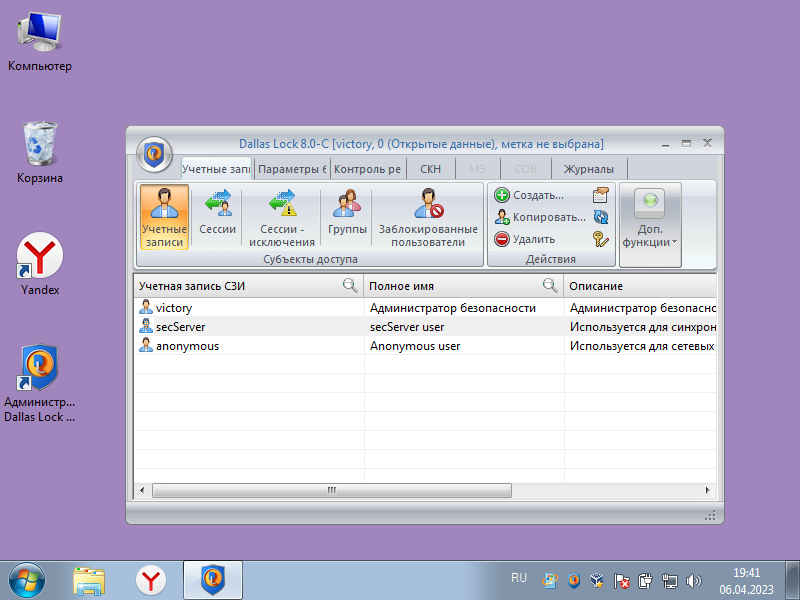 Компьютер
Корзина
Yandex
Администр...
Dallas Lock ...
Dallas Lock 8.0-C [victory, 0 (Открытые данные), метка не выбрана]
Учетные запи
Параметры б
Контроль ре
СКН
МЭ
СОВ
Журналы
Учетные записи
Сессии
Сессии - исключения
Группы
Заблокированные пользователи
Субъекты доступа
Создать...
Копировать...
Удалить
Действия
Доп. функции
Учетная запись СЗИ Полное имя Описание
victory Администратор безопасности Администратор безопасно
secServer secServer user Используется для синхрон
anonymous Anonymous user Используется для сетевых
RU
19:41
06.04.2023